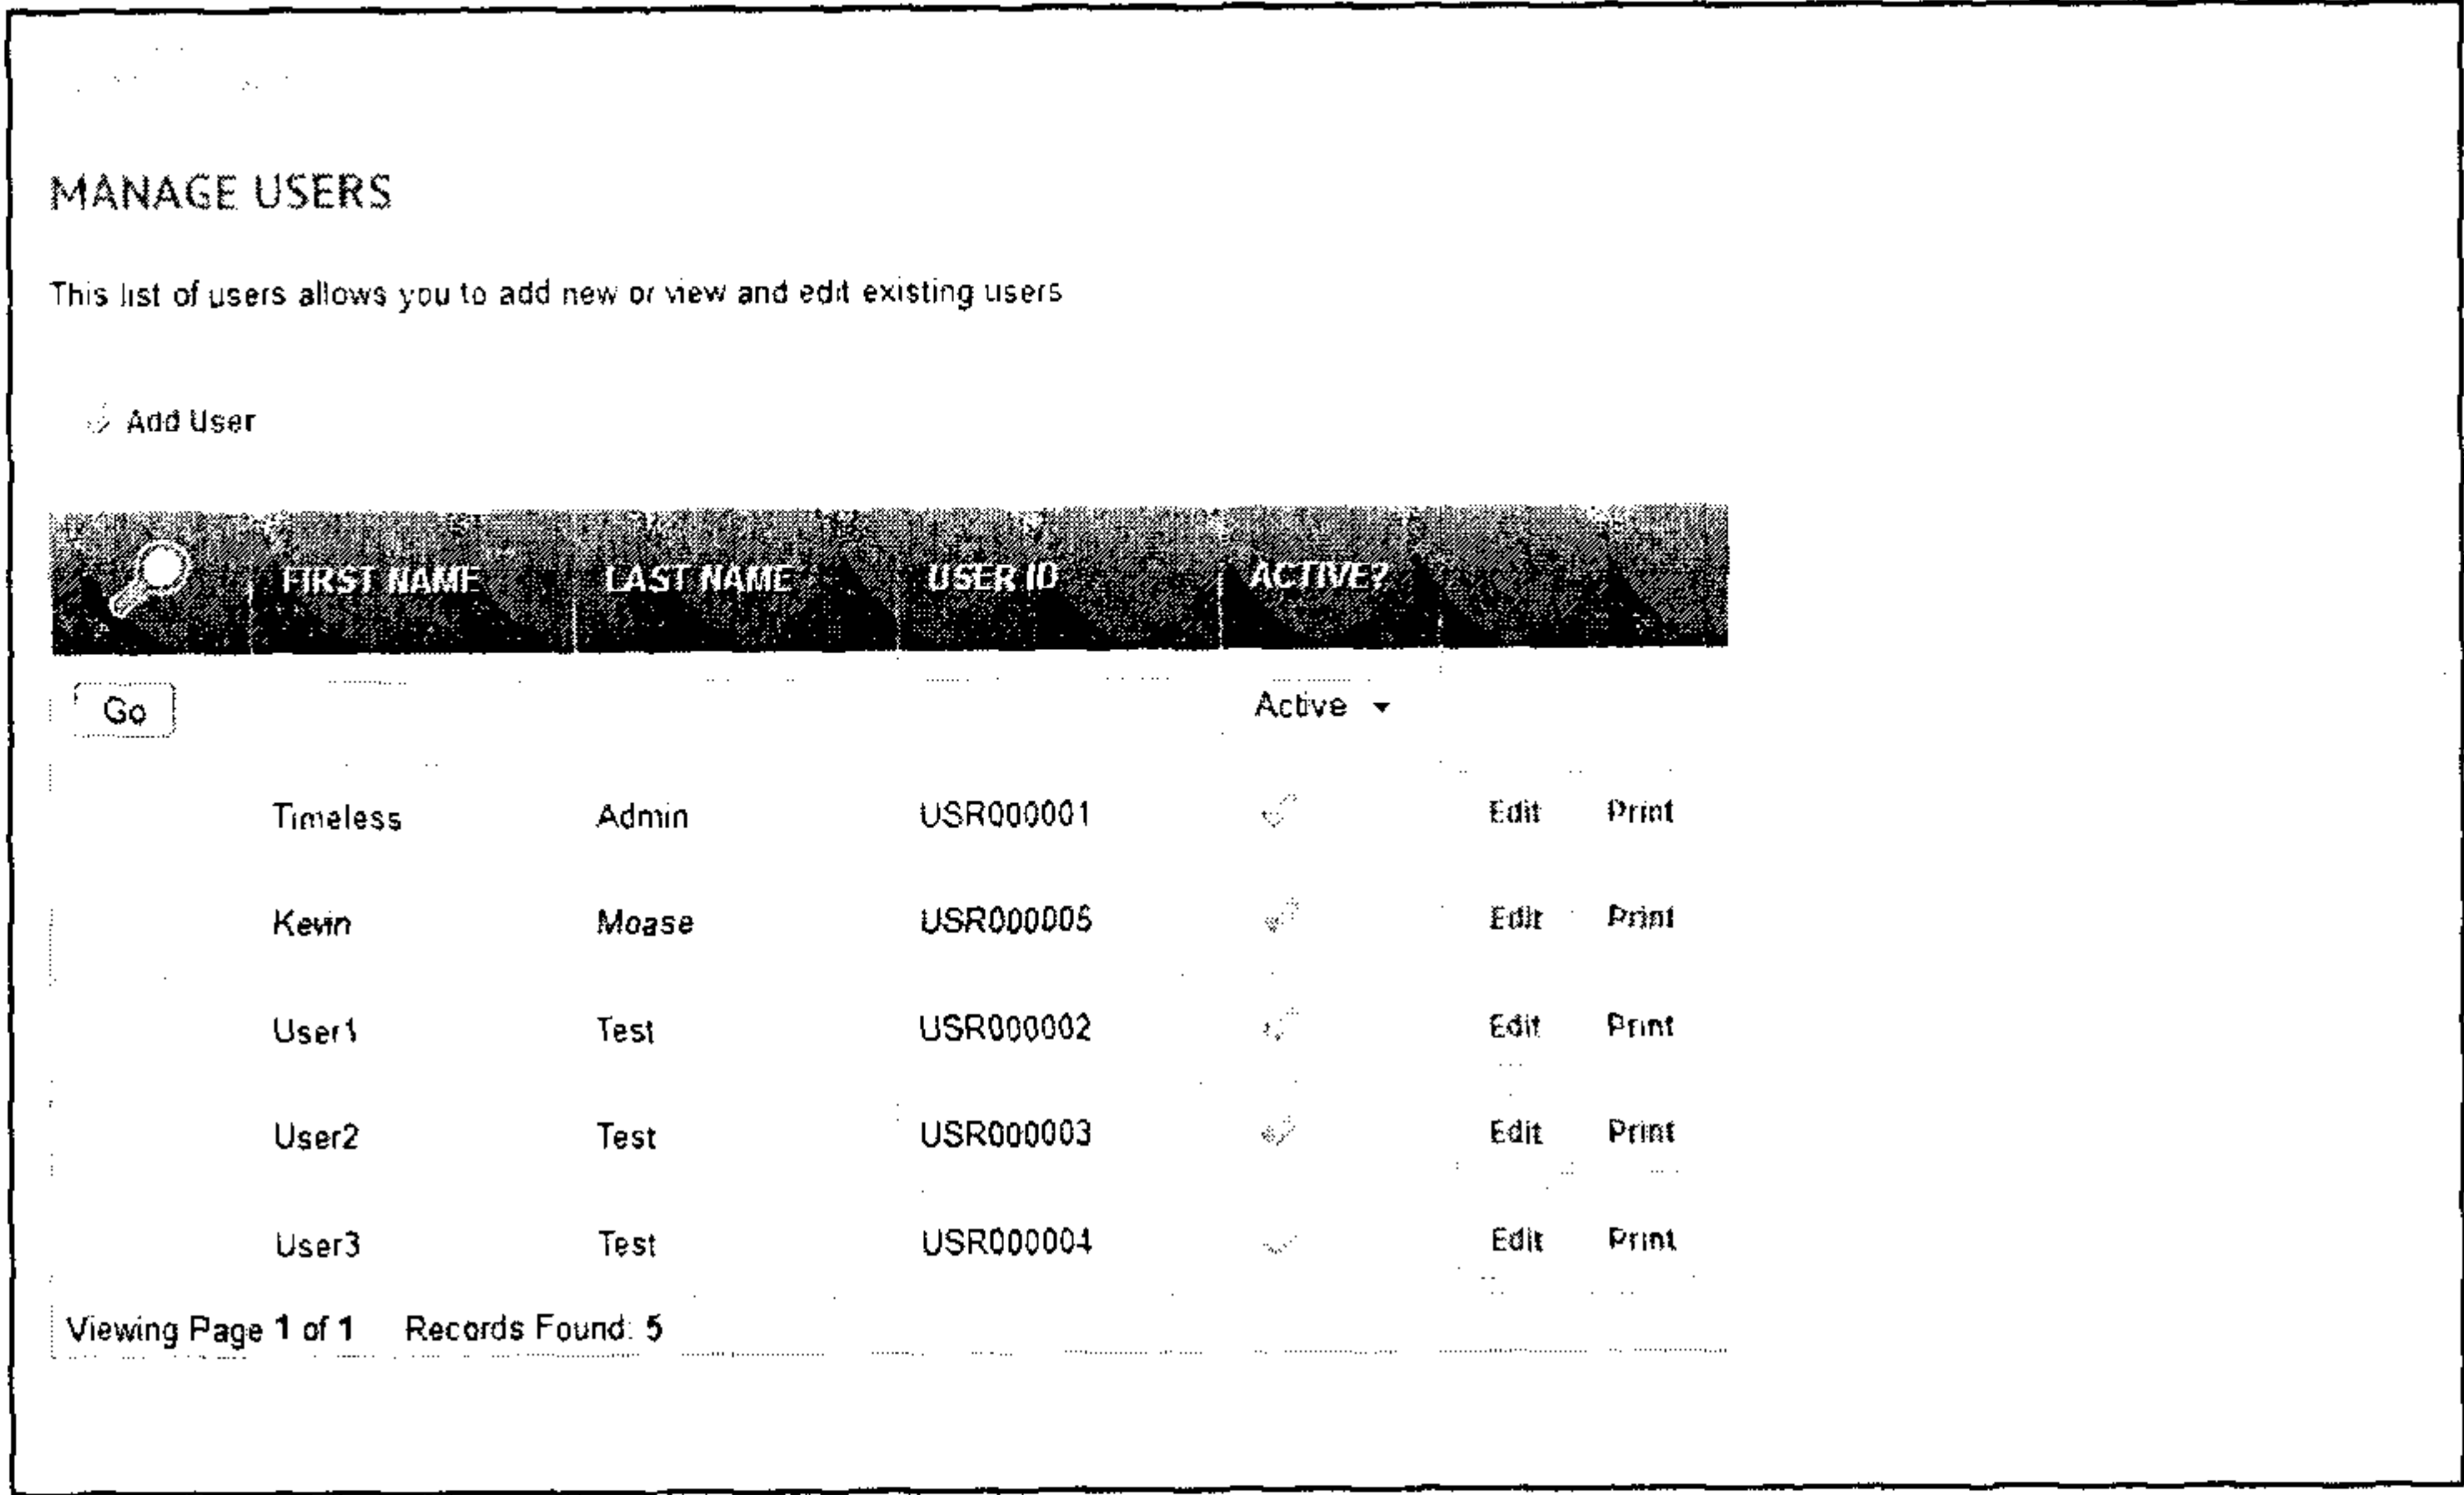 MANAGE USERS
This list of users allows you to add new or view and edit existing users
Add User
FIRST NAME LAST NAME USER ID ACTIVE?
Go Active
Timeless Admin USR000001 Edit Print
Kevin Moase USR000005 Edit Print
User1 Test USR000002 Edit Print
User2 Test USR000003 Edit Print
User3 Test USR000004 Edit Print
Viewing Page 1 of 1 Records Found: 5